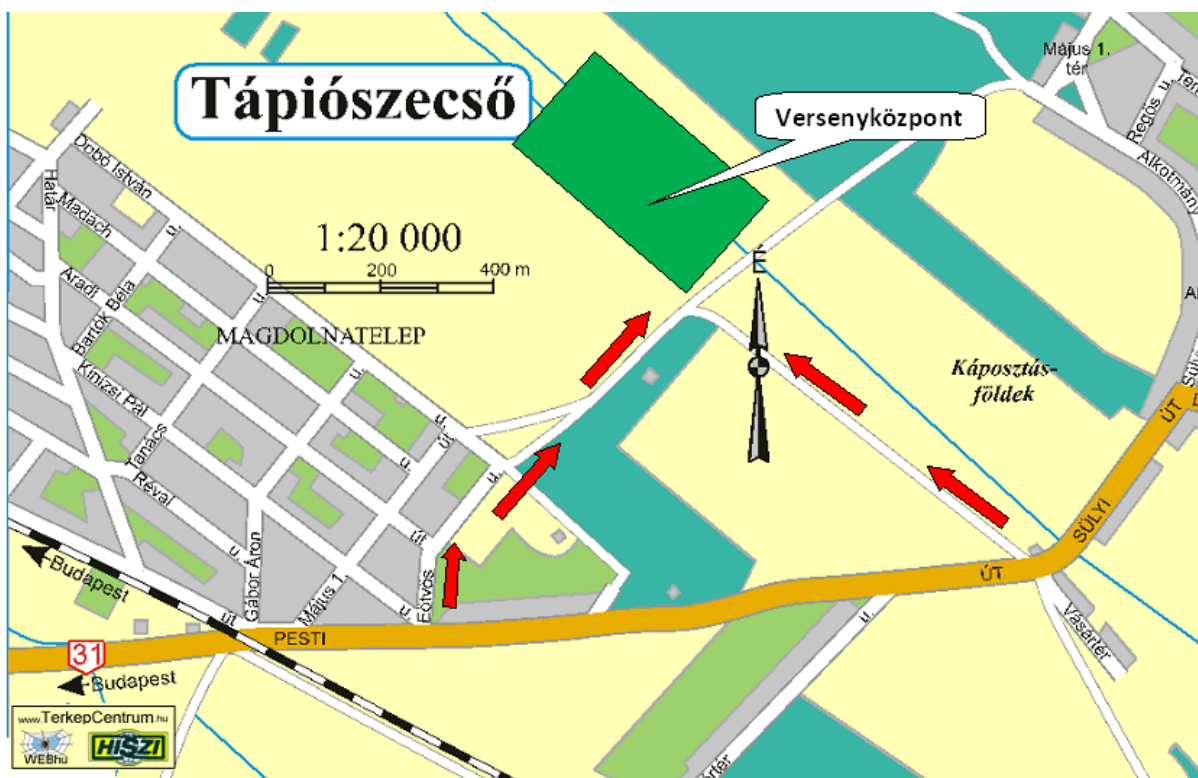 Tápiószecső
Versenyközpont
Május 1.
tér
Regős u.
Alkotmány
Dobó István
u.
Határ
Madách
u.
1:20 000
0 200 400 m
É
Aradi
Bartók Béla
u.
MAGDOLNATELEP
u.
Káposztás-
földek
Kinizsi Pál
u.
u.
út
Tanács
u.
u.
ÚT
Réval
út
SÜLYI
u.
Gábor Áron
Május 1.
u.
Eötvös
ÚT
Budapest
út
PESTI
u.
Vásártér
31
Budapest
www.TerkepCentrum.hu
WEBhu
HISZI